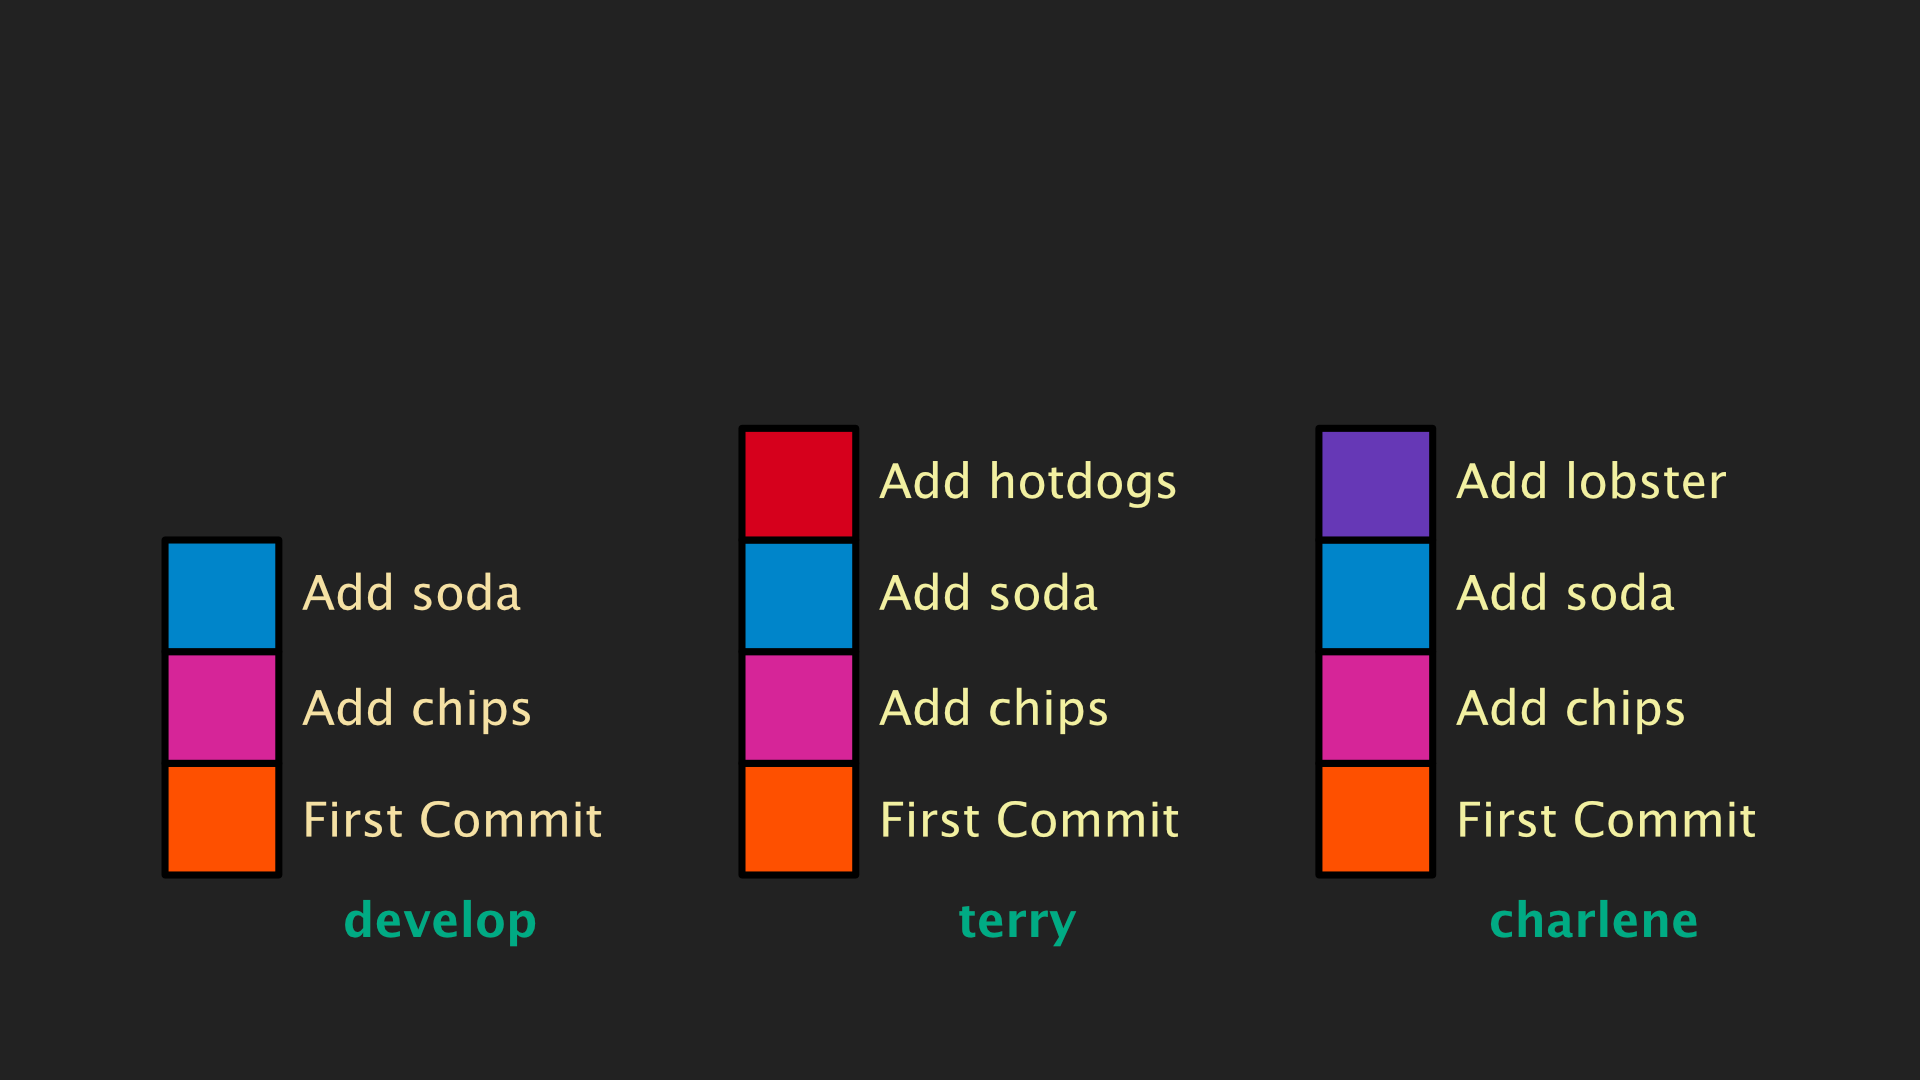 Add soda
Add chips
First Commit
develop
Add hotdogs
Add soda
Add chips
First Commit
terry
Add lobster
Add soda
Add chips
First Commit
charlene